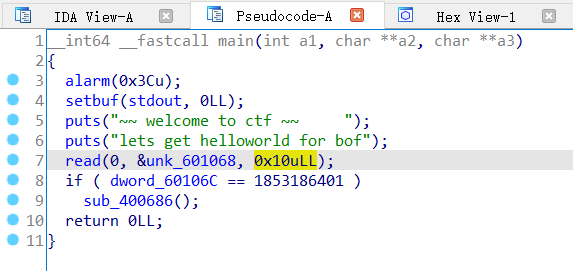 IDA View-A Pseudocode-A Hex View-1
1 __int64 __fastcall main(int a1, char **a2, char **a3)
2 {
3 alarm(0x3Cu);
4 setbuf(stdout, 0LL);
5 puts("~~ welcome to ctf ~~     ");
6 puts("lets get helloworld for bof");
7 read(0, &unk_601068, 0x10uLL);
8 if ( dword_60106C == 1853186401 )
9 sub_400686();
10 return 0LL;
11 }